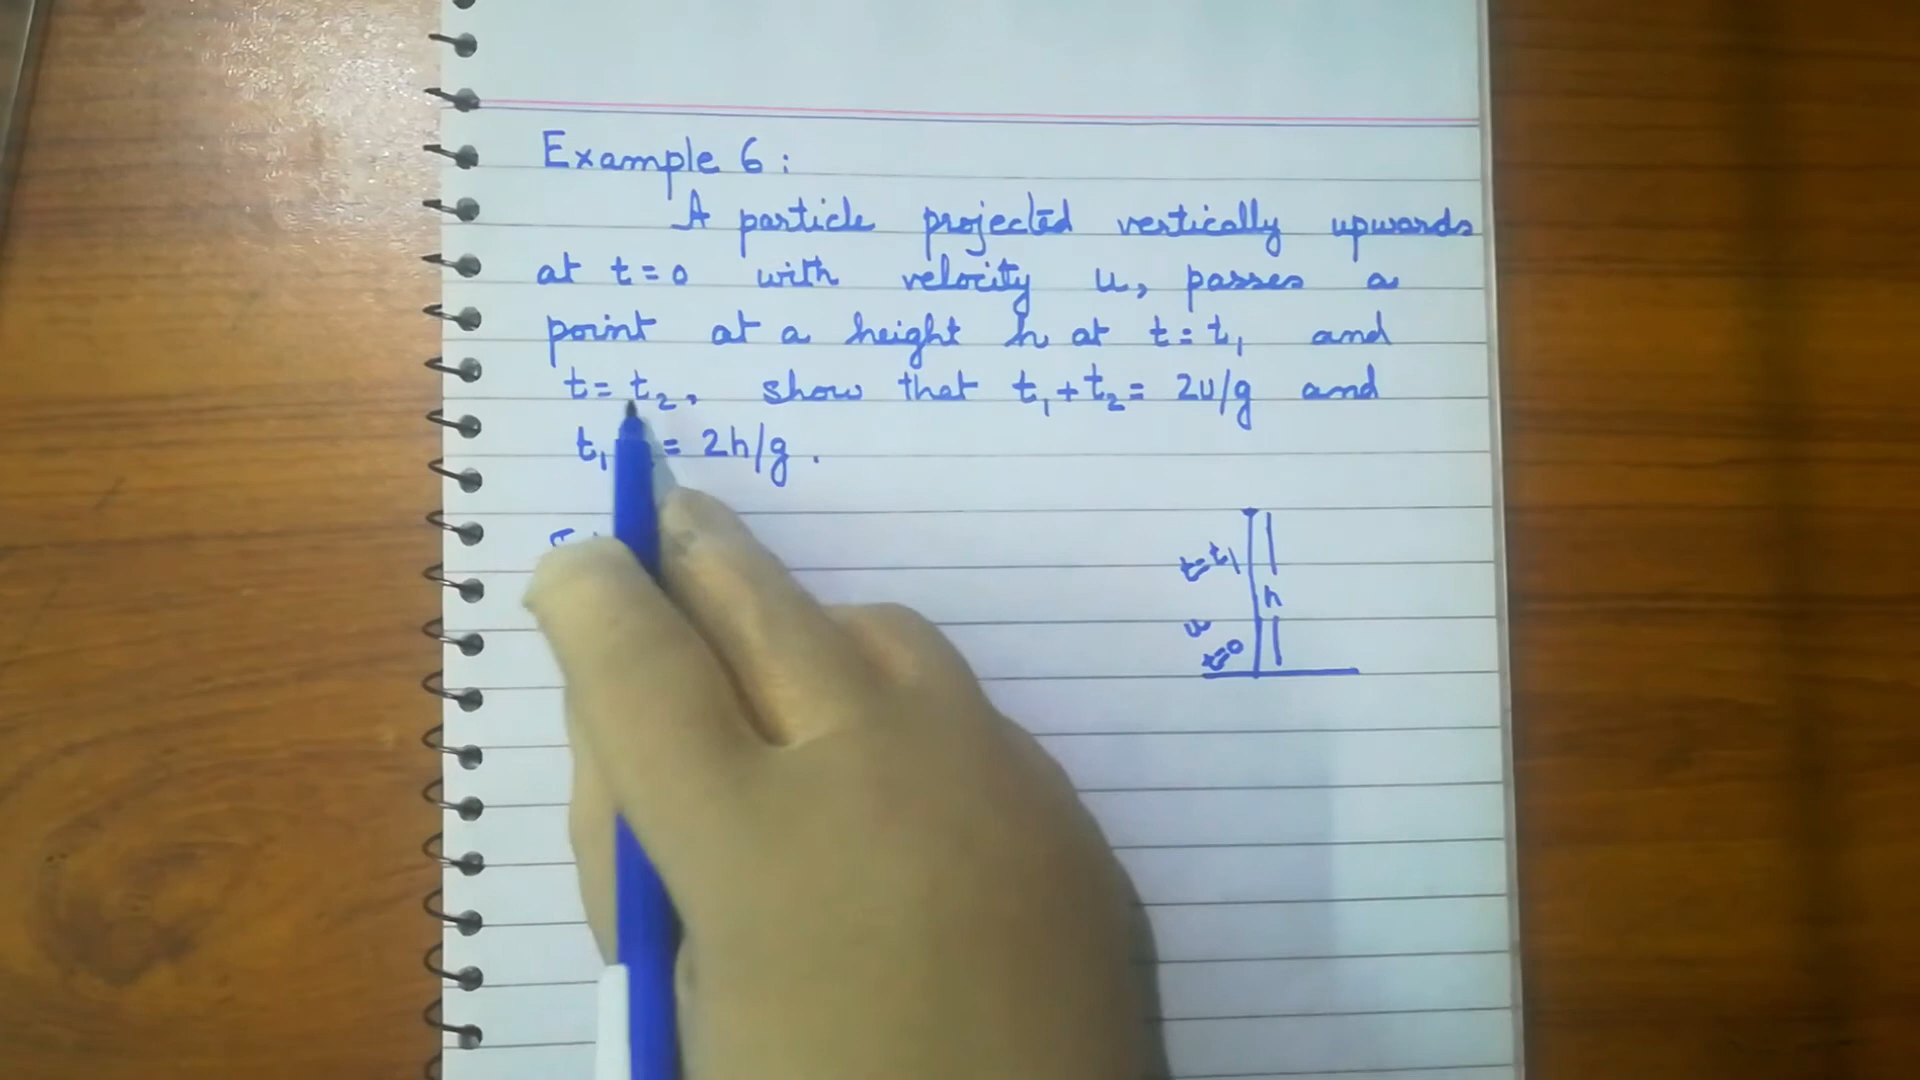 Example 6 :
A particle projected vertically upwards
at t = 0 with velocity u, passes a
point at a height h at t = t₁ and
t = t₂, show that t₁ + t₂ = 2u/g and
t₁ = 2h/g .
t = t₁
h
u
t=0